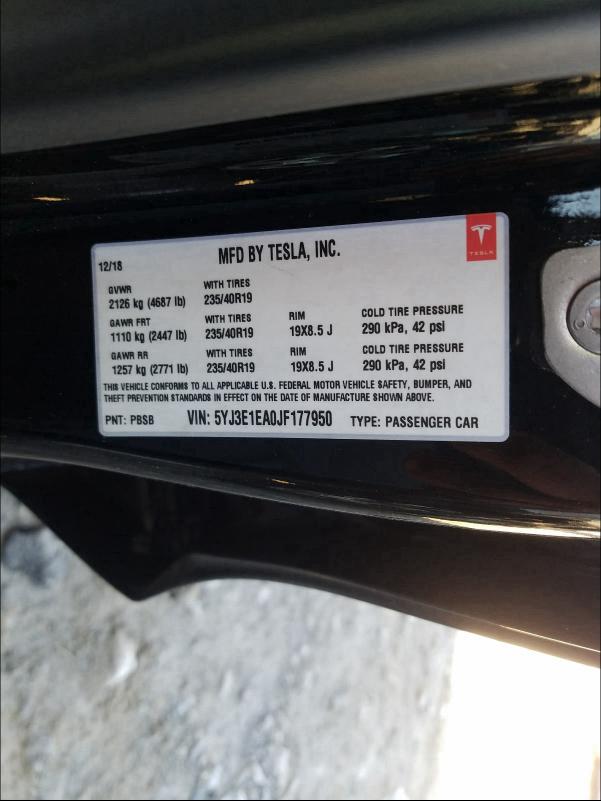 12/18
MFD BY TESLA, INC.
TESLA
GVWR WITH TIRES
2126 kg (4687 lb) 235/40R19
GAWR FRT WITH TIRES RIM COLD TIRE PRESSURE
1110 kg (2447 lb) 235/40R19 19X8.5 J 290 kPa, 42 psi
GAWR RR WITH TIRES RIM COLD TIRE PRESSURE
1257 kg (2771 lb) 235/40R19 19X8.5 J 290 kPa, 42 psi
THIS VEHICLE CONFORMS TO ALL APPLICABLE U.S. FEDERAL MOTOR VEHICLE SAFETY, BUMPER, AND
THEFT PREVENTION STANDARDS IN EFFECT ON THE DATE OF MANUFACTURE SHOWN ABOVE.
PNT: PBSB VIN: 5YJ3E1EA0JF177950 TYPE: PASSENGER CAR